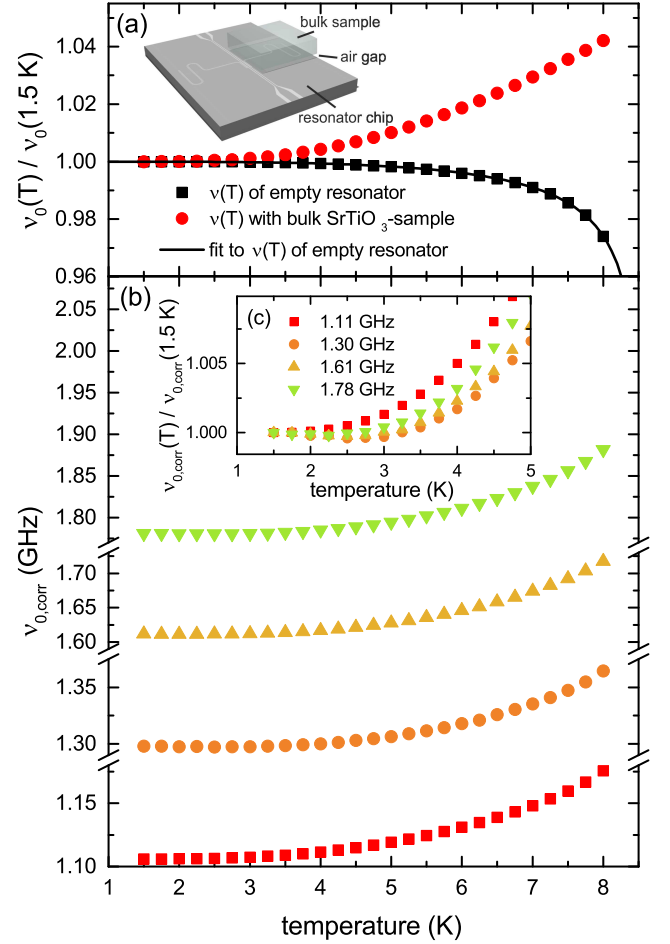 (a)
bulk sample
air gap
resonator chip
ν0(T) / ν0(1.5 K)
1.04
1.02
1.00
0.98
0.96
ν(T) of empty resonator
ν(T) with bulk SrTiO3-sample
fit to ν(T) of empty resonator
(b)
ν0,corr (GHz)
2.05
2.00
1.95
1.90
1.85
1.80
1.70
1.65
1.60
1.35
1.30
1.15
1.10
(c)
ν0,corr(T) / ν0,corr(1.5 K)
1.005
1.000
1.11 GHz
1.30 GHz
1.61 GHz
1.78 GHz
1 2 3 4 5
temperature (K)
1 2 3 4 5 6 7 8
temperature (K)